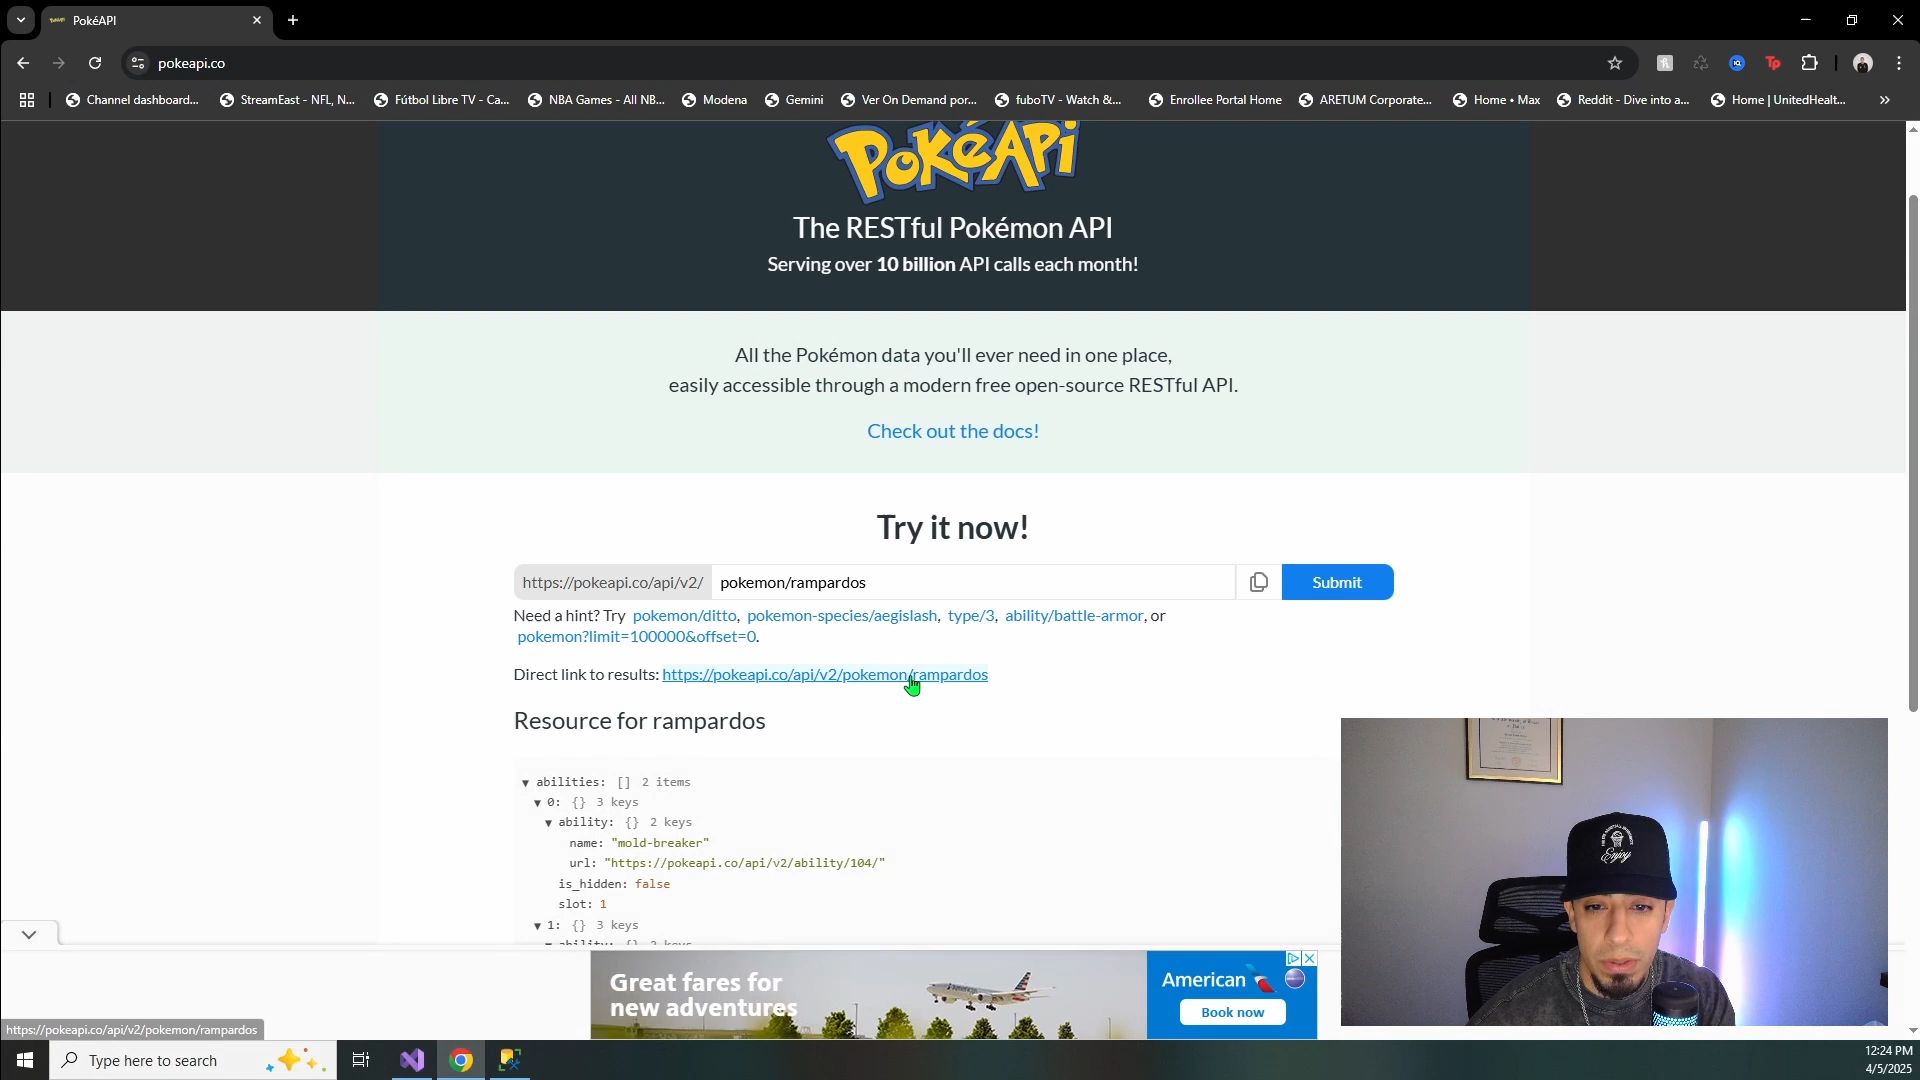 PokéAPI
pokeapi.co
Channel dashboard...
StreamEast - NFL, N...
Fútbol Libre TV - Ca...
NBA Games - All NB...
Modena
Gemini
Ver On Demand por...
fuboTV - Watch &...
Enrollee Portal Home
ARETUM Corporate...
Home • Max
Reddit - Dive into a...
Home | UnitedHealt...
PokéAPI
The RESTful Pokémon API
Serving over 10 billion API calls each month!
All the Pokémon data you'll ever need in one place,
easily accessible through a modern free open-source RESTful API.
Check out the docs!
Try it now!
https://pokeapi.co/api/v2/ pokemon/rampardos Submit
Need a hint? Try pokemon/ditto, pokemon-species/aegislash, type/3, ability/battle-armor, or
pokemon?limit=100000&offset=0.
Direct link to results: https://pokeapi.co/api/v2/pokemon/rampardos
Resource for rampardos
abilities: [] 2 items
0: {} 3 keys
ability: {} 2 keys
name: "mold-breaker"
url: "https://pokeapi.co/api/v2/ability/104/"
is_hidden: false
slot: 1
1: {} 3 keys
ability: {} 2 keys
Great fares for
new adventures
American
Book now
Enjoy
https://pokeapi.co/api/v2/pokemon/rampardos
Type here to search
12:24 PM
4/5/2025